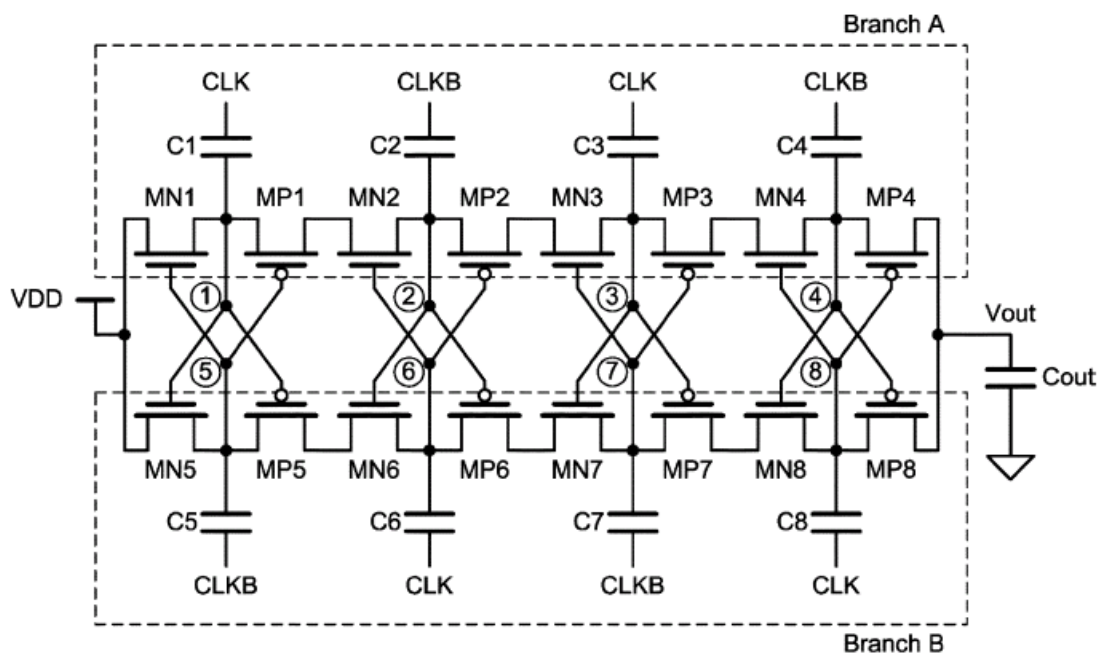 Branch A
CLK CLKB CLK CLKB
C1 C2 C3 C4
MN1 MP1 MN2 MP2 MN3 MP3 MN4 MP4
VDD
1 2 3 4
Vout
5 6 7 8
Cout
MN5 MP5 MN6 MP6 MN7 MP7 MN8 MP8
C5 C6 C7 C8
CLKB CLK CLKB CLK
Branch B